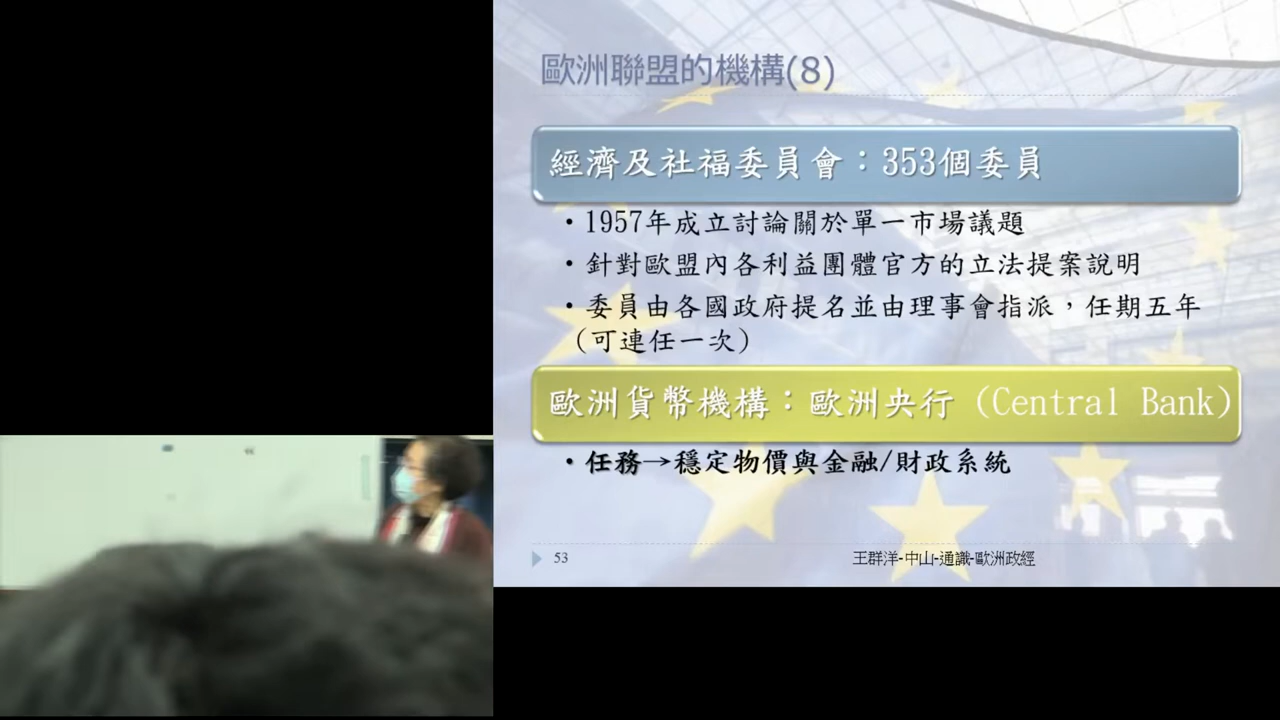 歐洲聯盟的機構(8)
經濟及社福委員會：353個委員
•1957年成立討論關於單一市場議題
•針對歐盟內各利益團體官方的立法提案說明
•委員由各國政府提名並由理事會指派，任期五年
(可連任一次)
歐洲貨幣機構：歐洲央行 (Central Bank)
•任務→穩定物價與金融/財政系統
53
王群洋-中山-通識-歐洲政經